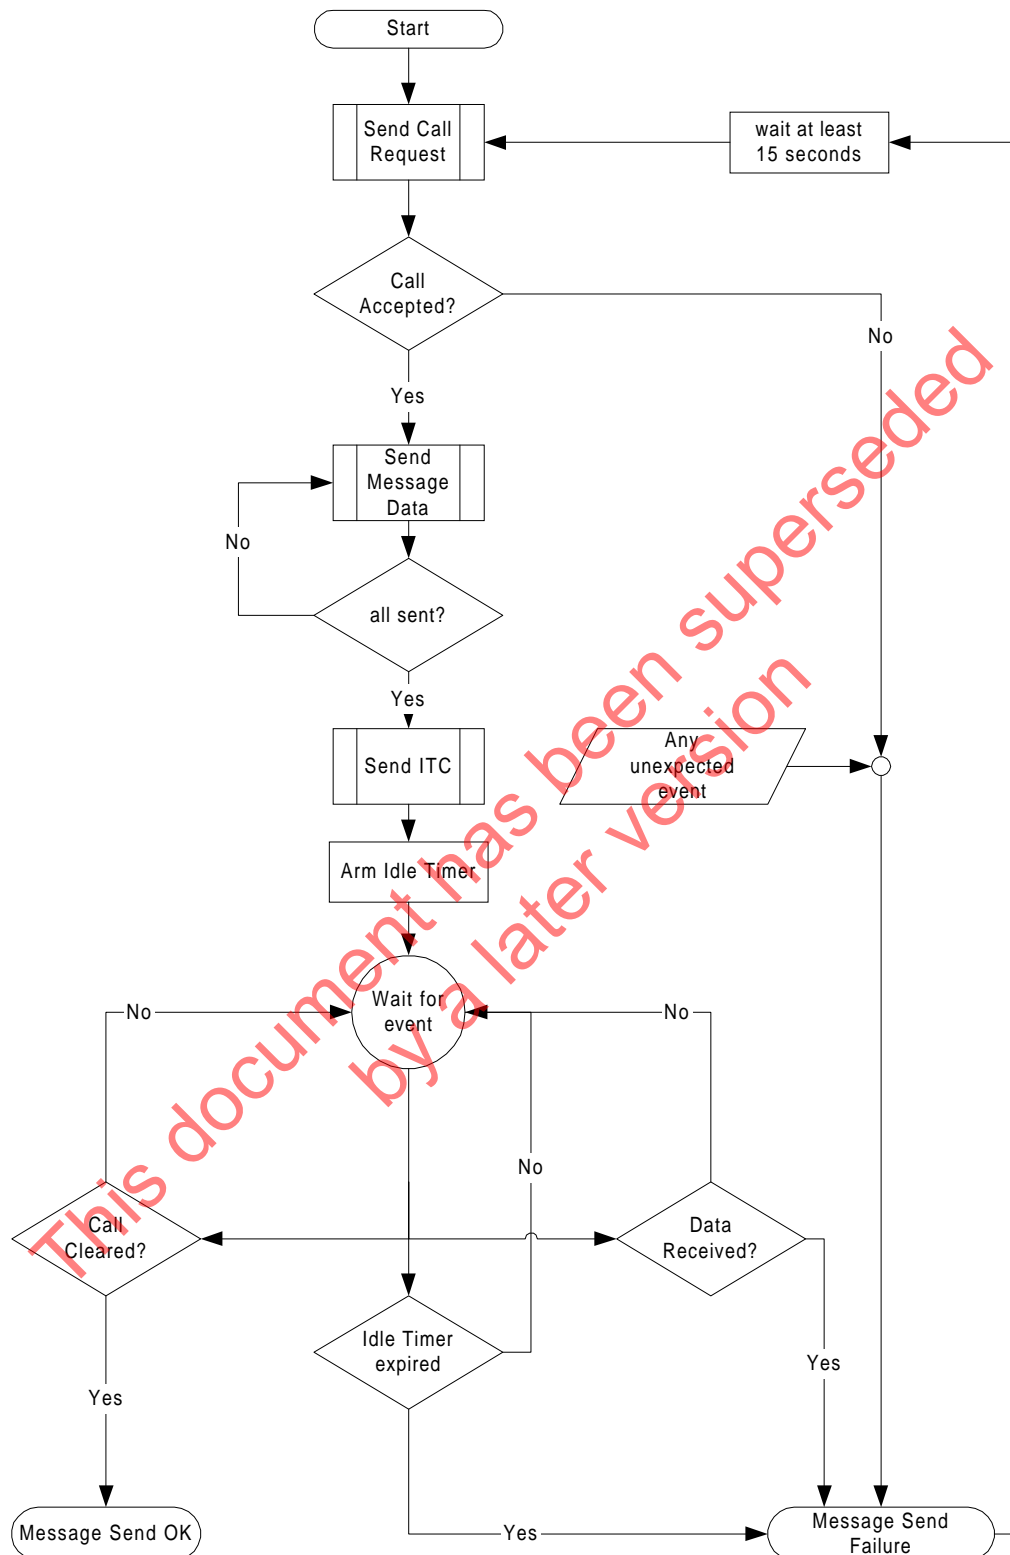 Start
Send Call
Request
wait at least
15 seconds
Call
Accepted?
No
Yes
Send
Message
Data
No
all sent?
Yes
Any
unexpected
event
Send ITC
Arm Idle Timer
Wait for
event
No
No
No
Call
Cleared?
Data
Received?
Idle Timer
expired
Yes
Yes
Message Send OK
Yes
Message Send
Failure
This document has been superseded
by a later version